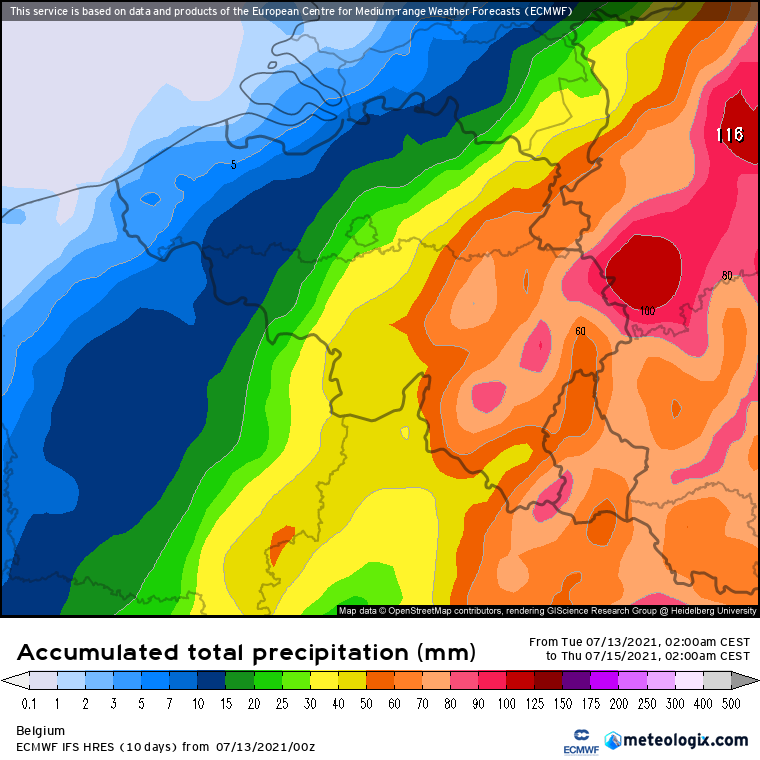 This service is based on data and products of the European Centre for Medium-range Weather Forecasts (ECMWF)
116
5
80
100
60
Map data © OpenStreetMap contributors, rendering GIScience Research Group @ Heidelberg University
Accumulated total precipitation (mm)
From Tue 07/13/2021, 02:00am CEST
to Thu 07/15/2021, 02:00am CEST
0.1 1 2 3 5 7 10 15 20 25 30 40 50 60 70 80 90 100 125 150 175 200 250 300 400 500
Belgium
ECMWF IFS HRES (10 days) from 07/13/2021/00z
ECMWF
meteologix.com